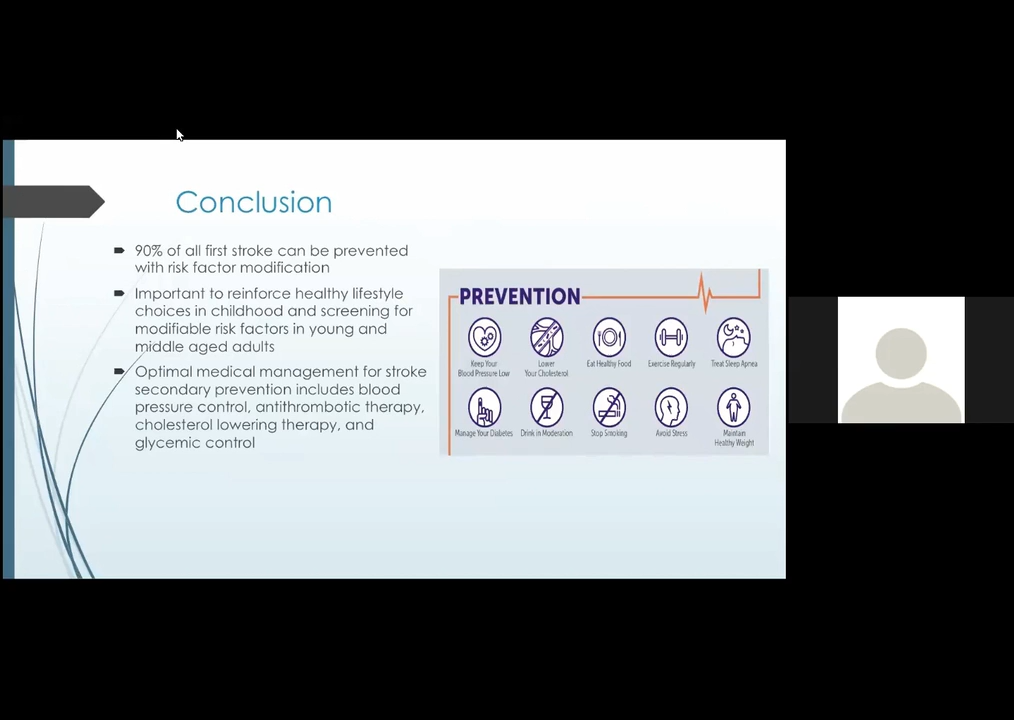 Conclusion
90% of all first stroke can be prevented
with risk factor modification
Important to reinforce healthy lifestyle
choices in childhood and screening for
modifiable risk factors in young and
middle aged adults
Optimal medical management for stroke
secondary prevention includes blood
pressure control, antithrombotic therapy,
cholesterol lowering therapy, and
glycemic control
PREVENTION
Keep Your
Blood Pressure Low
Lower
Your Cholesterol
Eat Healthy Food
Exercise Regularly
Treat Sleep Apnea
Manage Your Diabetes
Drink in Moderation
Stop Smoking
Avoid Stress
Maintain
Healthy Weight